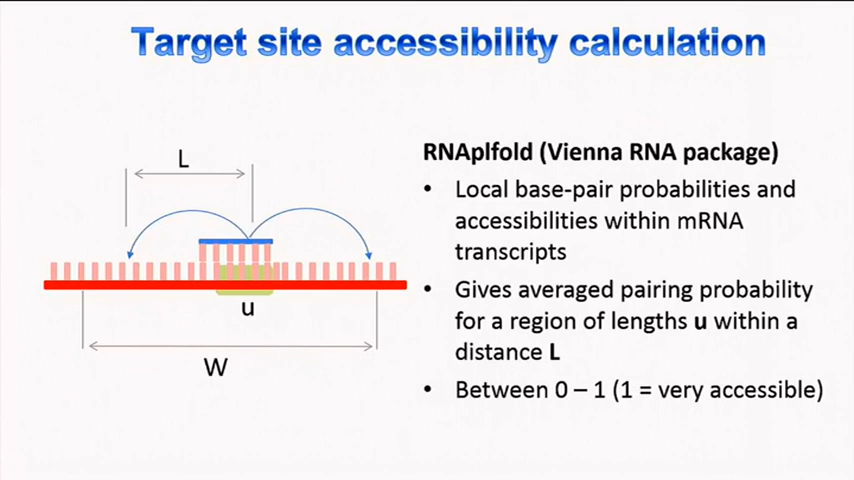 Target site accessibility calculation
L
u
W
RNAplfold (Vienna RNA package)
• Local base-pair probabilities and
accessibilities within mRNA
transcripts
• Gives averaged pairing probability
for a region of lengths u within a
distance L
• Between 0 – 1 (1 = very accessible)